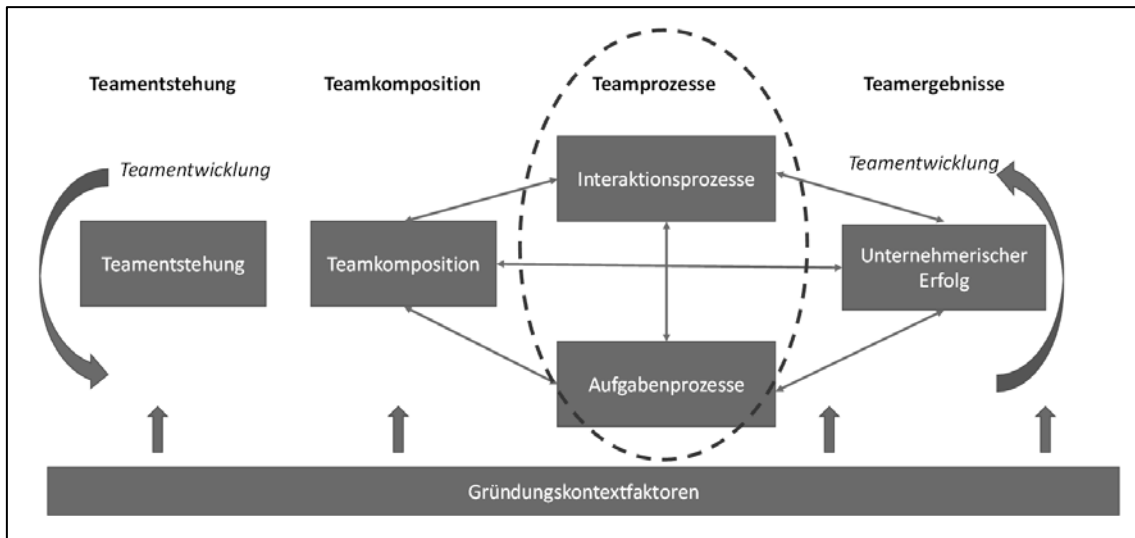 Teamentstehung
Teamkomposition
Teamprozesse
Teamergebnisse
Teamentwicklung
Teamentwicklung
Interaktionsprozesse
Teamentstehung
Teamkomposition
Unternehmerischer
Erfolg
Aufgabenprozesse
Gründungskontextfaktoren